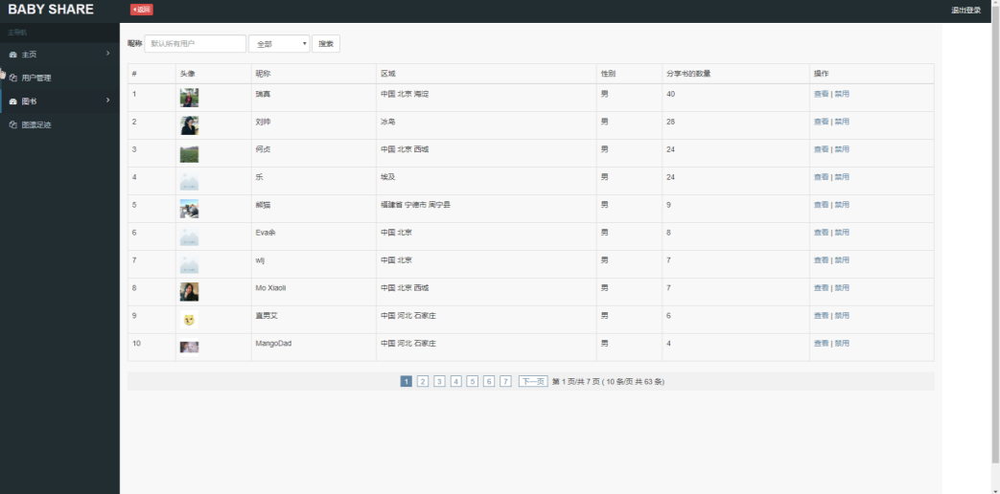 BABY SHARE
返回
退出登录
主导航
主页
用户管理
图书
图漂足迹
昵称 默认所有用户 全部 搜索
# 头像 昵称 区域 性别 分享书的数量 操作
1 瑞真 中国 北京 海淀 男 40 查看 | 禁用
2 刘帅 冰岛 男 28 查看 | 禁用
3 何贞 中国 北京 西城 男 24 查看 | 禁用
4 乐 埃及 男 24 查看 | 禁用
5 熊猫 福建省 宁德市 周宁县 男 9 查看 | 禁用
6 Eva余 中国 北京 男 8 查看 | 禁用
7 wlj 中国 北京 男 7 查看 | 禁用
8 Mo Xiaoli 中国 北京 西城 男 7 查看 | 禁用
9 直男艾 中国 河北 石家庄 男 6 查看 | 禁用
10 MangoDad 中国 河北 石家庄 男 4 查看 | 禁用
1 2 3 4 5 6 7 下一页 第 1 页/共 7 页 ( 10 条/页 共 63 条)